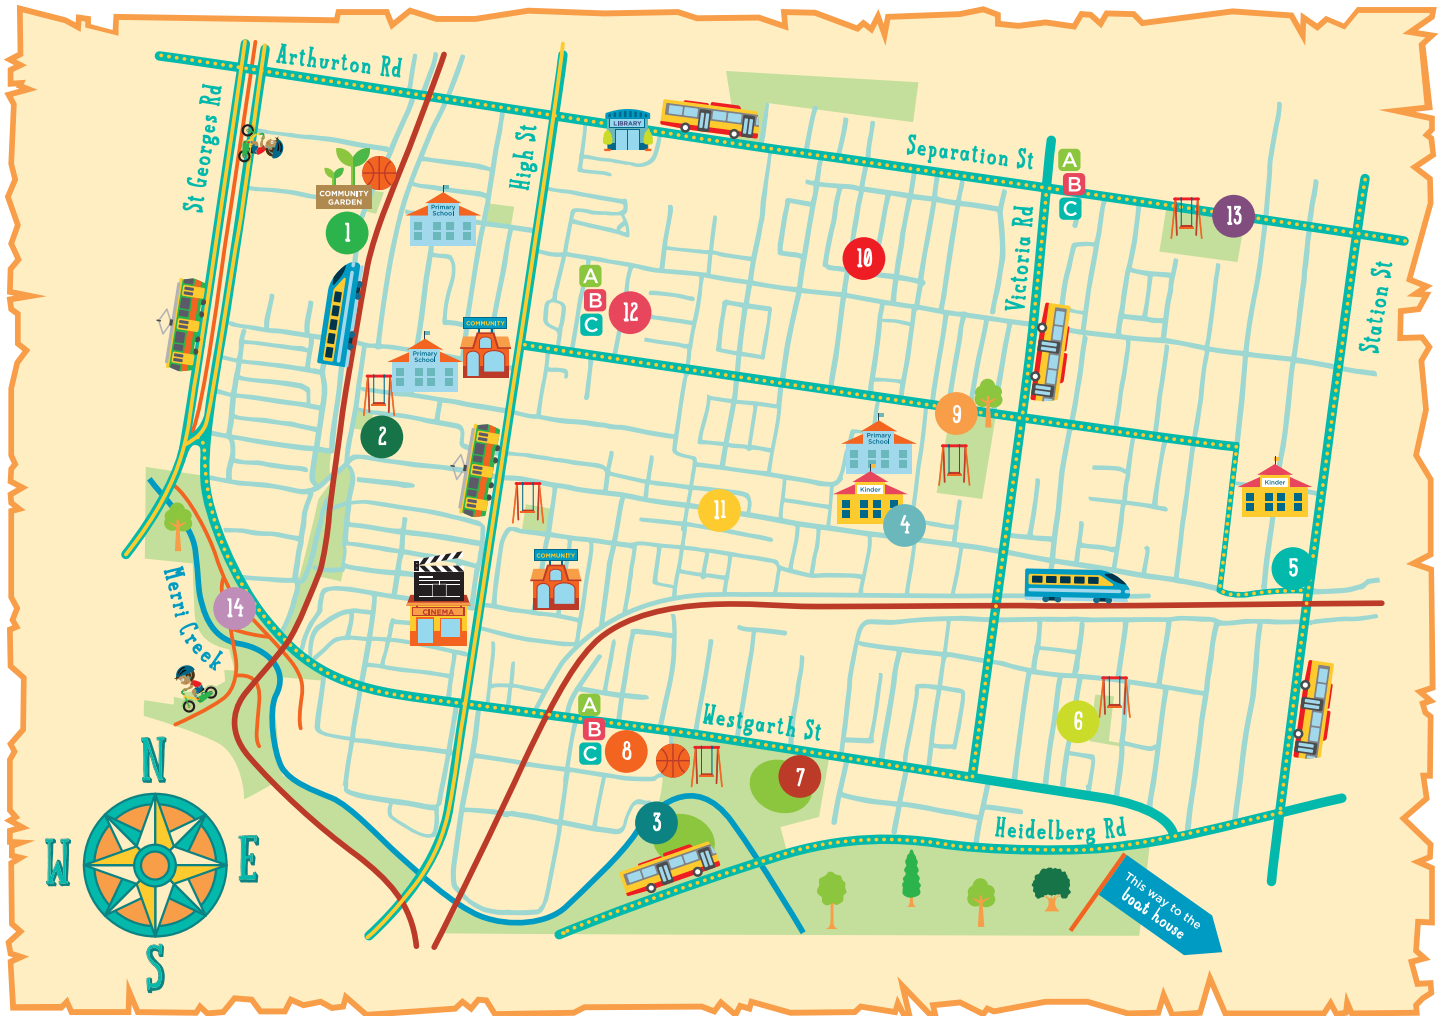 Arthurton Rd
St Georges Rd
High St
LIBRARY
Separation St
A
B
C
COMMUNITY
GARDEN
Primary
School
1
13
10
Victoria Rd
Station St
A
B
C
12
COMMUNITY
Primary
School
2
9
Primary
School
Kinder
4
11
Kinder
5
COMMUNITY
CINEMA
Merri Creek
14
A
B
C
8
Westgarth St
6
7
3
Heidelberg Rd
This way to the
boat house
N
W
E
S